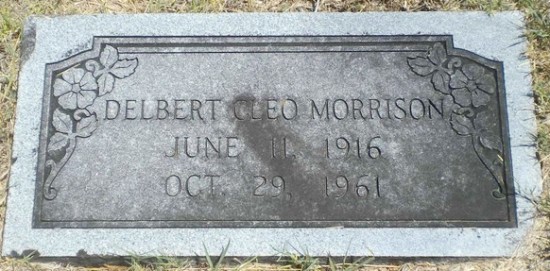 DELBERT CLEO MORRISON
JUNE 11, 1916
OCT. 29, 1961